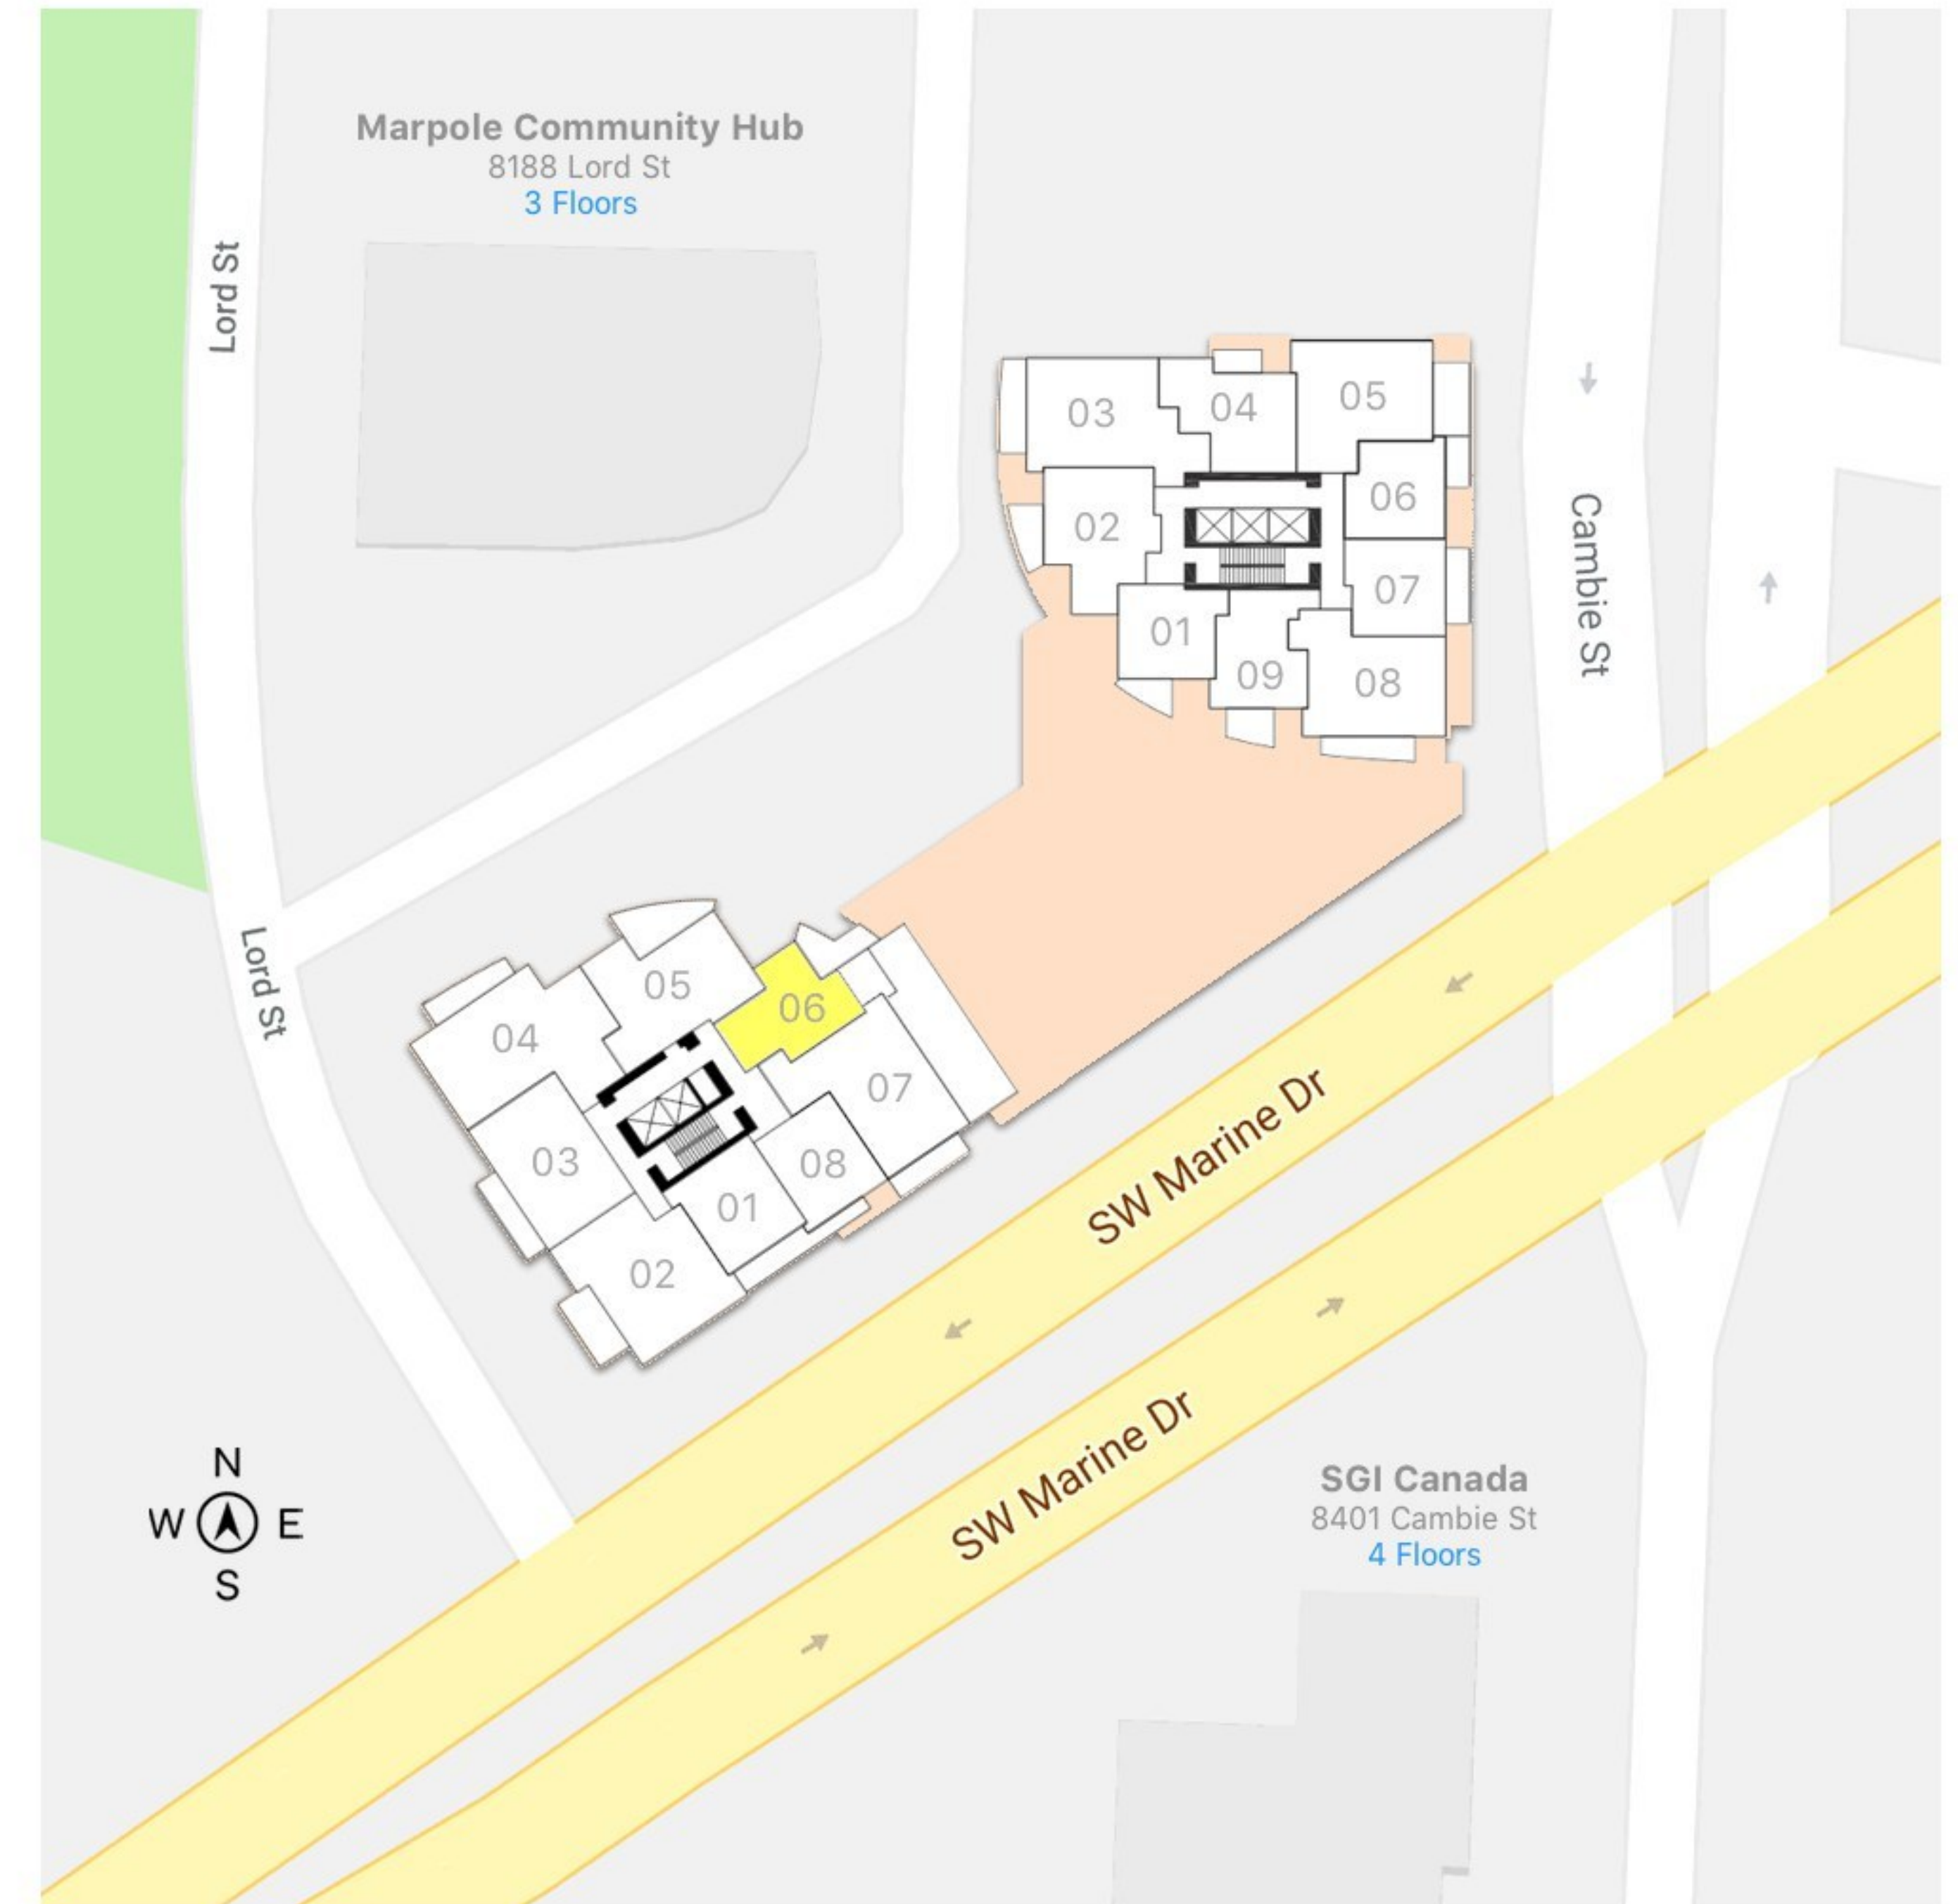 Marpole Community Hub
8188 Lord St
3 Floors
Lord St
03
04
05
06
02
07
01
09
08
Cambie St
Lord St
05
06
04
07
03
08
01
02
SW Marine Dr
SW Marine Dr
N
W E
S
SGI Canada
8401 Cambie St
4 Floors